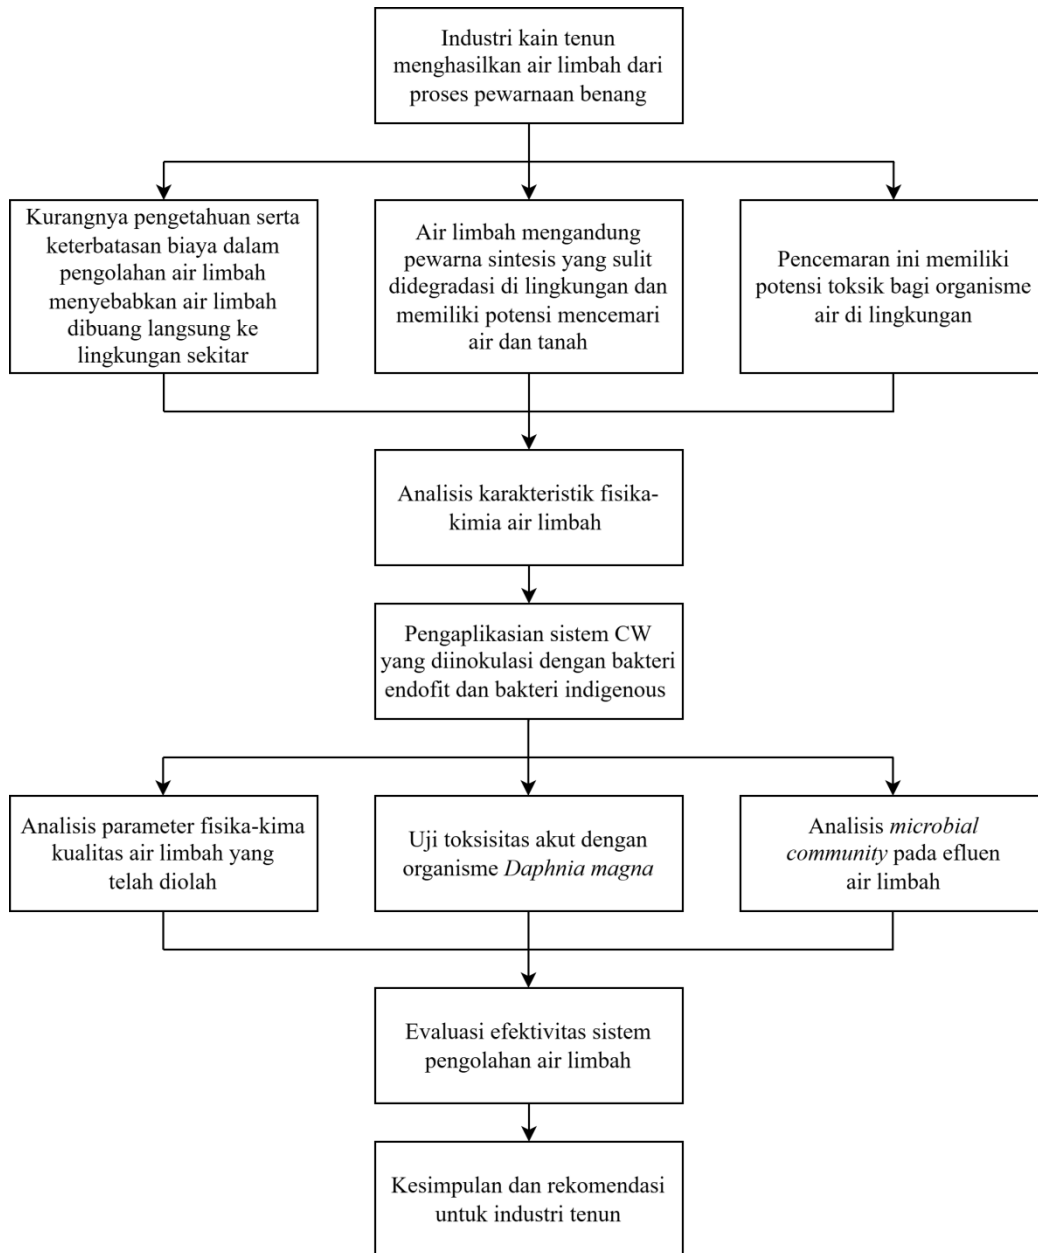 Industri kain tenun
menghasilkan air limbah dari
proses pewarnaan benang
Kurangnya pengetahuan serta
keterbatasan biaya dalam
pengolahan air limbah
menyebabkan air limbah
dibuang langsung ke
lingkungan sekitar
Air limbah mengandung
pewarna sintesis yang sulit
didegradasi di lingkungan dan
memiliki potensi mencemari
air dan tanah
Pencemaran ini memiliki
potensi toksik bagi organisme
air di lingkungan
Analisis karakteristik fisika-
kimia air limbah
Pengaplikasian sistem CW
yang diinokulasi dengan bakteri
endofit dan bakteri indigenous
Analisis parameter fisika-kima
kualitas air limbah yang
telah diolah
Uji toksisitas akut dengan
organisme Daphnia magna
Analisis microbial
community pada efluen
air limbah
Evaluasi efektivitas sistem
pengolahan air limbah
Kesimpulan dan rekomendasi
untuk industri tenun